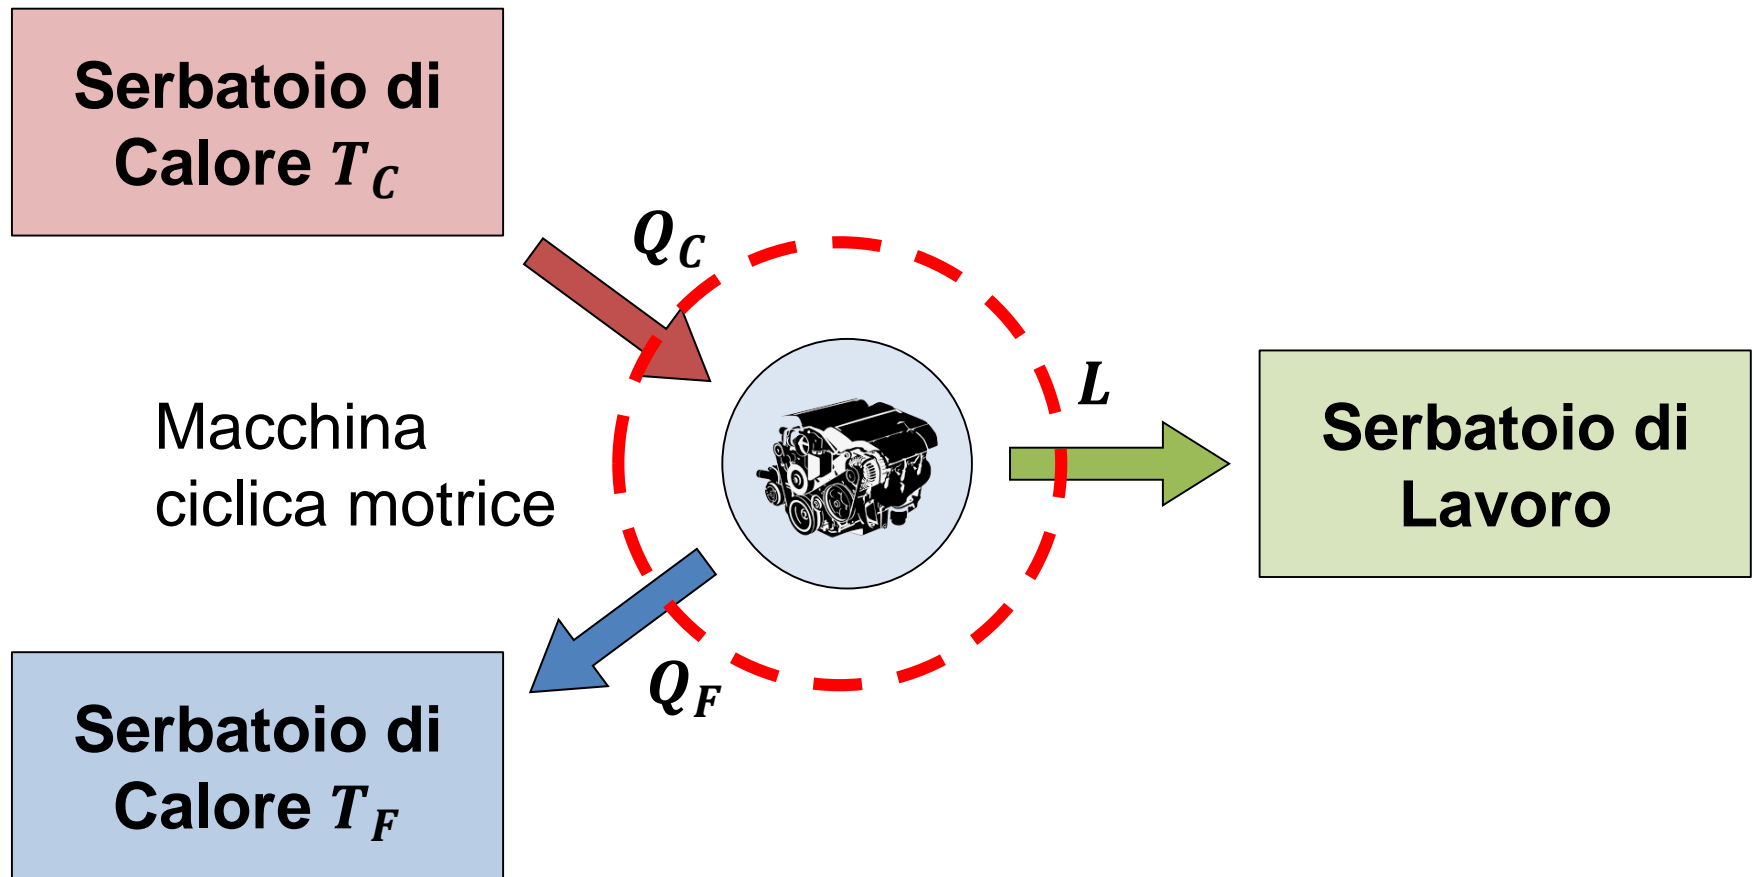 Serbatoio di
Calore T_C
Q_C
L
Macchina
ciclica motrice
Serbatoio di
Lavoro
Q_F
Serbatoio di
Calore T_F